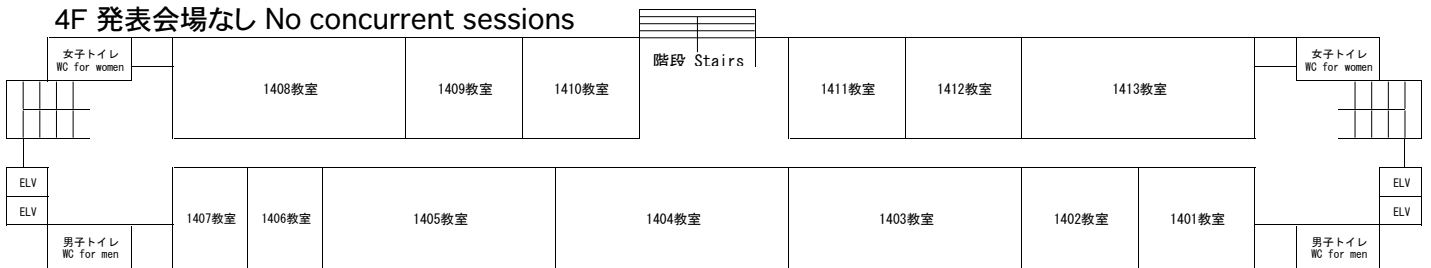 4F 発表会場なし No concurrent sessions
女子トイレ
WC for women
1408教室
1409教室
1410教室
階段 Stairs
1411教室
1412教室
1413教室
女子トイレ
WC for women
ELV
ELV
男子トイレ
WC for men
1407教室
1406教室
1405教室
1404教室
1403教室
1402教室
1401教室
ELV
ELV
男子トイレ
WC for men